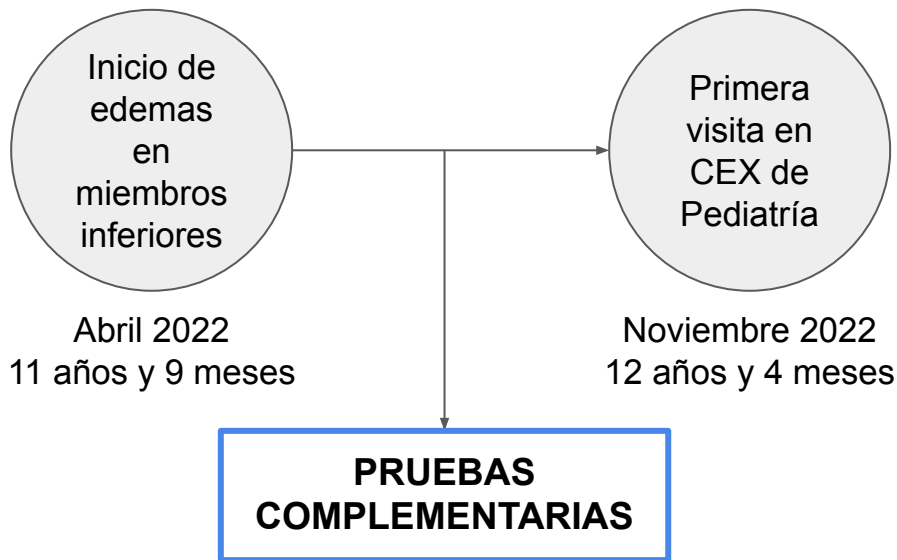 Inicio de
edemas
en
miembros
inferiores
Primera
visita en
CEX de
Pediatría
Abril 2022
11 años y 9 meses
Noviembre 2022
12 años y 4 meses
PRUEBAS
COMPLEMENTARIAS